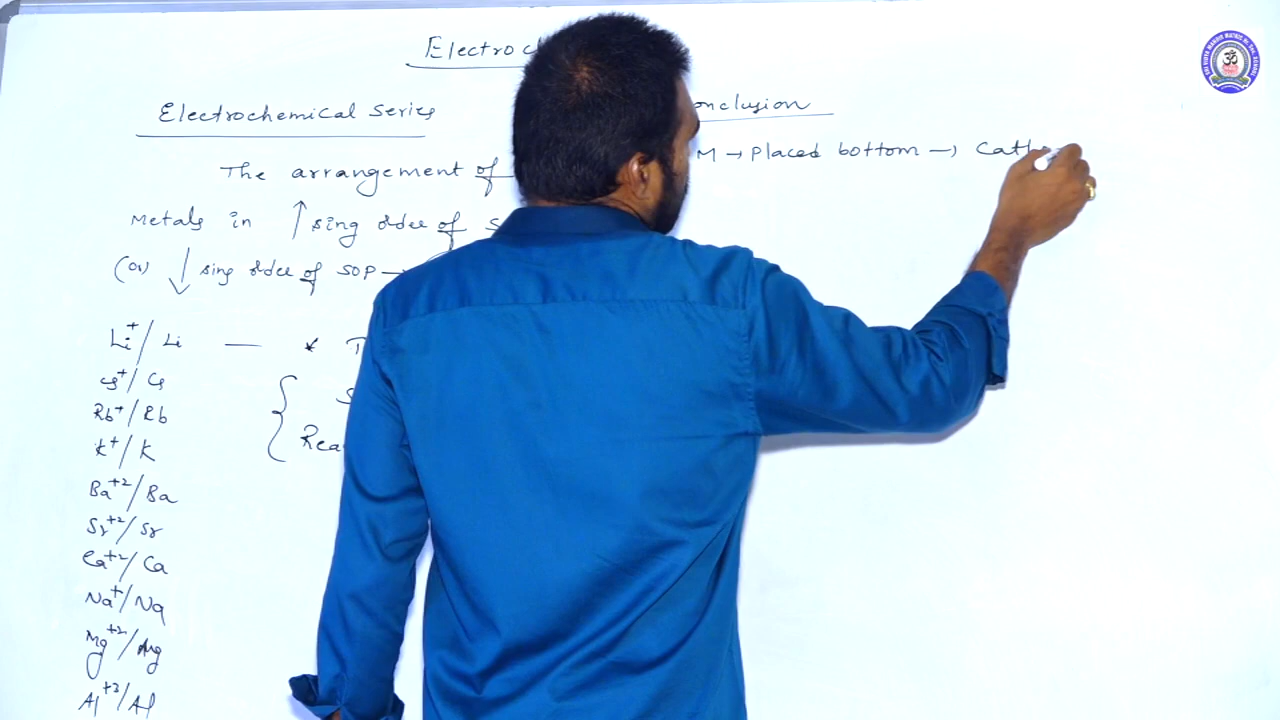 Electroc
Electrochemical Series
The arrangement of
Metals in ↑sing order of S
(or) ↓sing order of SOP →
Li⁺/Li — * T
Cs⁺/Cs
Rb⁺/Rb
K⁺/K
Rea
Ba⁺²/Ba
Sr⁺²/Sr
Ca⁺²/Ca
Na⁺/Na
Mg⁺²/Mg
Al⁺³/Al
onclusion
M → Placed bottom → Catho